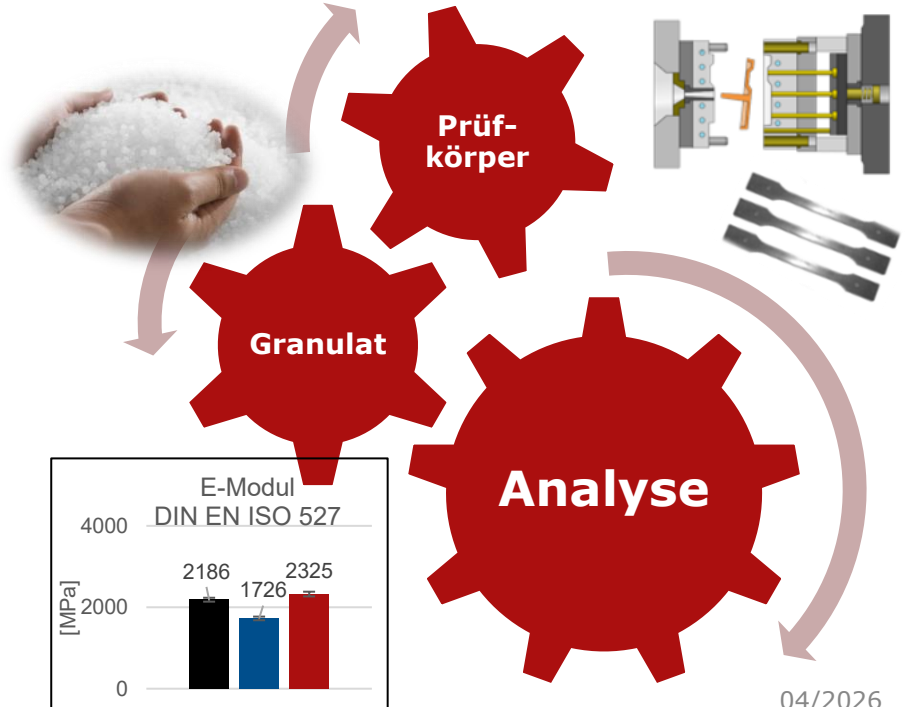 Prüf-
körper
Granulat
Analyse
E-Modul
DIN EN ISO 527
[MPa]
4000
2000
0
2186
1726
2325
04/2026